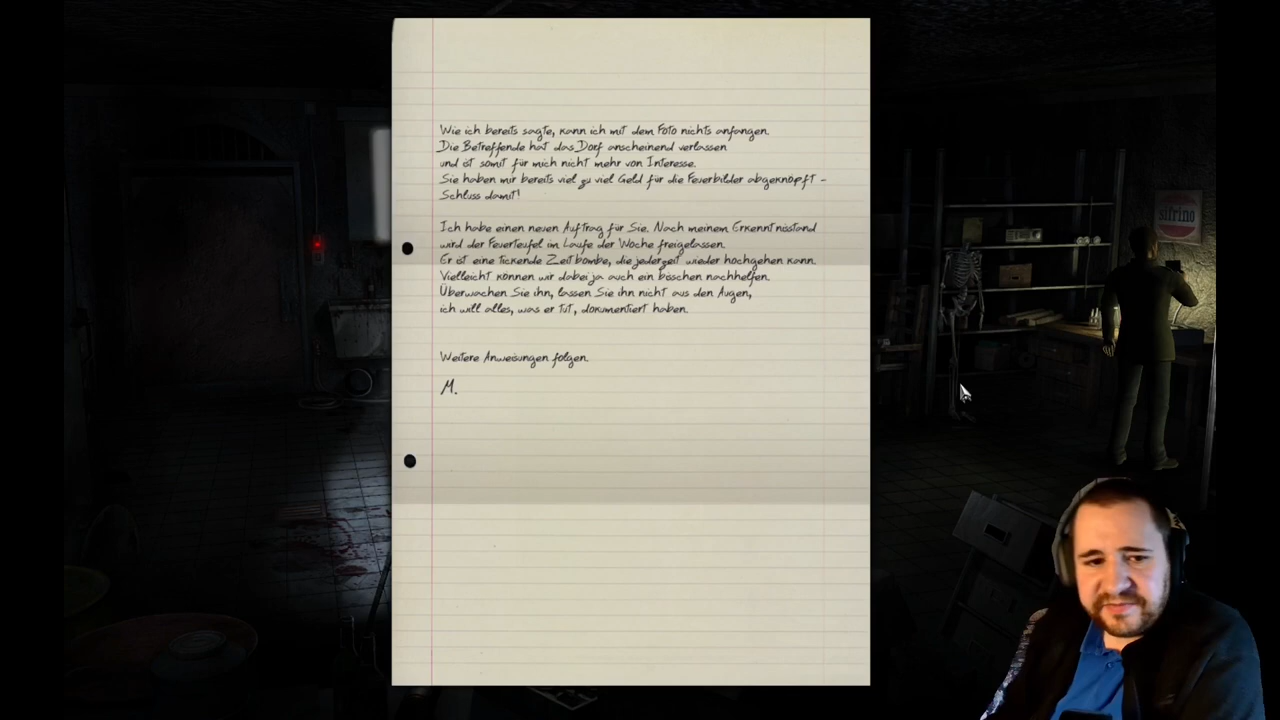 Wie ich bereits sagte, kann ich mit dem Foto nichts anfangen.
Die Betreffende hat das Dorf anscheinend verlassen
und ist somit für mich nicht mehr von Interesse.
Sie haben mir bereits viel zu viel Geld für die Feuerbilder abgeknöpft -
Schluss damit!
Ich habe einen neuen Auftrag für Sie. Nach meinem Erkenntnisstand
wird der Feuerteufel im Laufe der Woche freigelassen.
Er ist eine tickende Zeitbombe, die jederzeit wieder hochgehen kann.
Vielleicht können wir dabei ja auch ein bisschen nachhelfen.
Überwachen Sie ihn, lassen Sie ihn nicht aus den Augen,
ich will alles, was er tut, dokumentiert haben.
Weitere Anweisungen folgen.
M.
sifrino